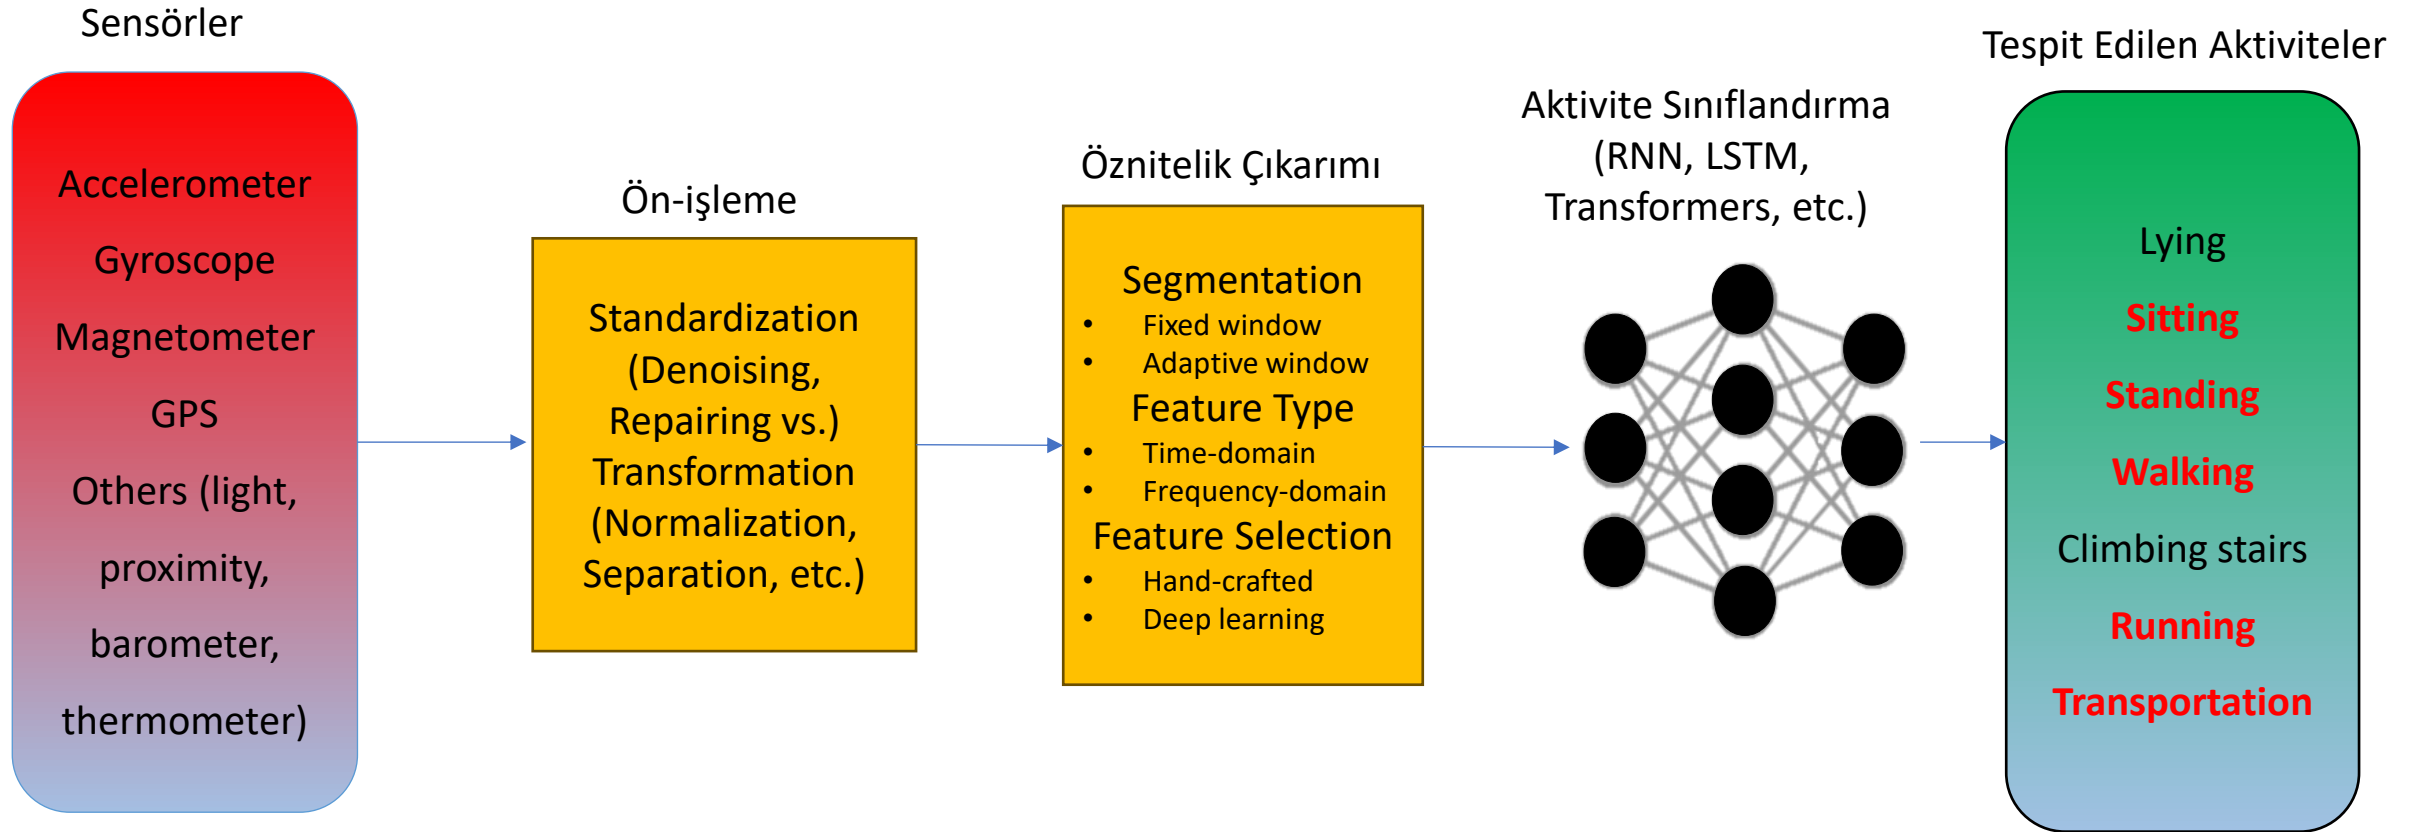 Sensörler
Accelerometer
Gyroscope
Magnetometer
GPS
Others (light,
proximity,
barometer,
thermometer)
Ön-işleme
Standardization
(Denoising,
Repairing vs.)
Transformation
(Normalization,
Separation, etc.)
Öznitelik Çıkarımı
Segmentation
• Fixed window
• Adaptive window
Feature Type
• Time-domain
• Frequency-domain
Feature Selection
• Hand-crafted
• Deep learning
Aktivite Sınıflandırma
(RNN, LSTM,
Transformers, etc.)
Tespit Edilen Aktiviteler
Lying
Sitting
Standing
Walking
Climbing stairs
Running
Transportation